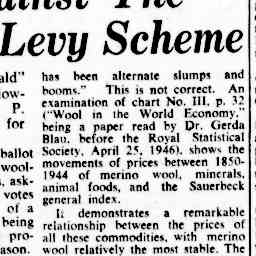 ainst The
Levy Scheme
ald"
ow-
P.
for
ballot
wool-
s, ask-
votes
of a
being
pro-
ason.
has been alternate slumps and
booms." This is not correct. An
examination of chart No. III, p. 32
("Wool in the World Economy,"
being a paper read by Dr. Gerda
Blau, before the Royal Statistical
Society, April 25, 1946), shows the
movements of prices between 1850-
1944 of merino wool, minerals,
animal foods, and the Sauerbeck
general index.
It demonstrates a remarkable
relationship between the prices of
all these commodities, with merino
wool relatively the most stable. The